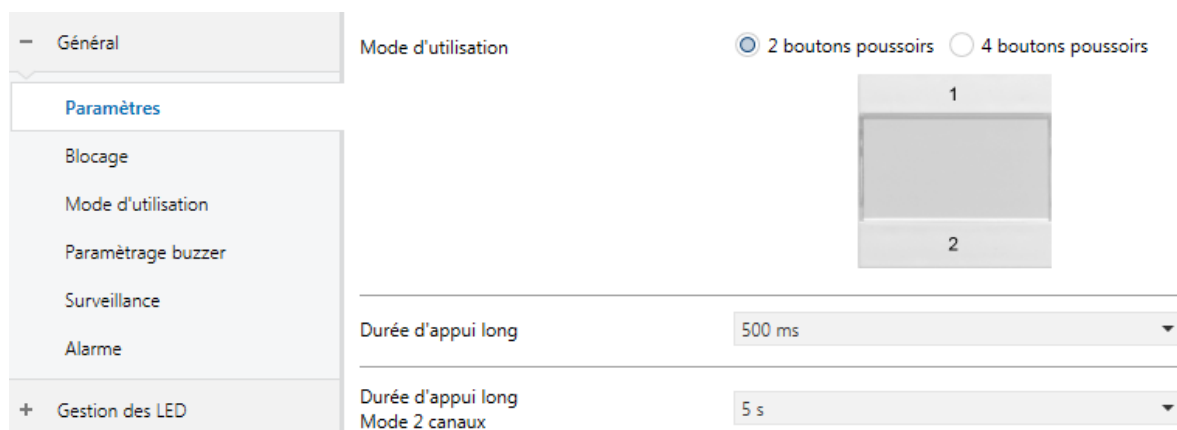 Général
Paramètres
Blocage
Mode d'utilisation
Paramètrage buzzer
Surveillance
Alarme
Gestion des LED
Mode d'utilisation
2 boutons poussoirs
4 boutons poussoirs
1
2
Durée d'appui long
500 ms
Durée d'appui long
Mode 2 canaux
5 s